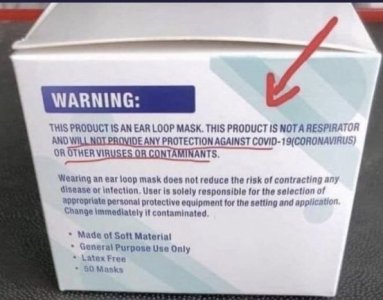 WARNING:
THIS PRODUCT IS AN EAR LOOP MASK. THIS PRODUCT IS NOT A RESPIRATOR
AND WILL NOT PROVIDE ANY PROTECTION AGAINST COVID-19(CORONAVIRUS)
OR OTHER VIRUSES OR CONTAMINANTS.
Wearing an ear loop mask does not reduce the risk of contracting any
disease or infection. User is solely responsible for the selection of
appropriate personal protective equipment for the setting and application.
Change immediately if contaminated.
• Made of Soft Material
• General Purpose Use Only
• Latex Free
• 50 Masks